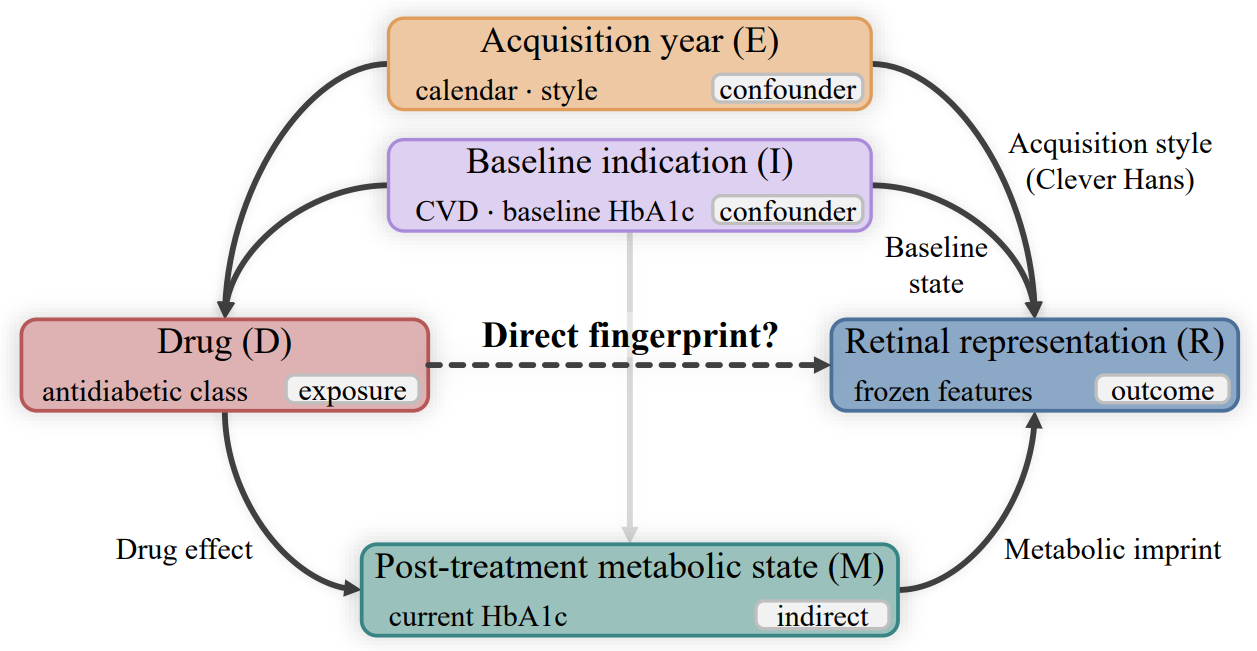 Acquisition year (E)
calendar · style
confounder
Acquisition style
(Clever Hans)
Baseline indication (I)
CVD · baseline HbA1c
confounder
Baseline
state
Drug (D)
antidiabetic class
exposure
Direct fingerprint?
Retinal representation (R)
frozen features
outcome
Drug effect
Metabolic imprint
Post-treatment metabolic state (M)
current HbA1c
indirect